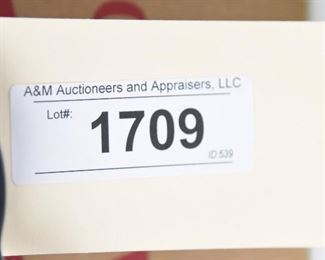 A&M Auctioneers and Appraisers, LLC
Lot#: 1709
ID:539